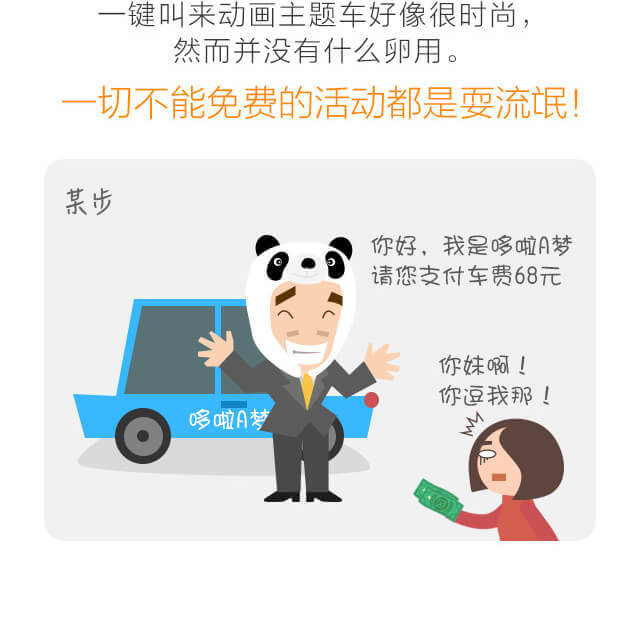 一键叫来动画主题车好像很时尚，
然而并没有什么卵用。
一切不能免费的活动都是耍流氓！
某步
你好，我是哆啦A梦
请您支付车费68元
你妹啊！
你逗我那！
哆啦A梦